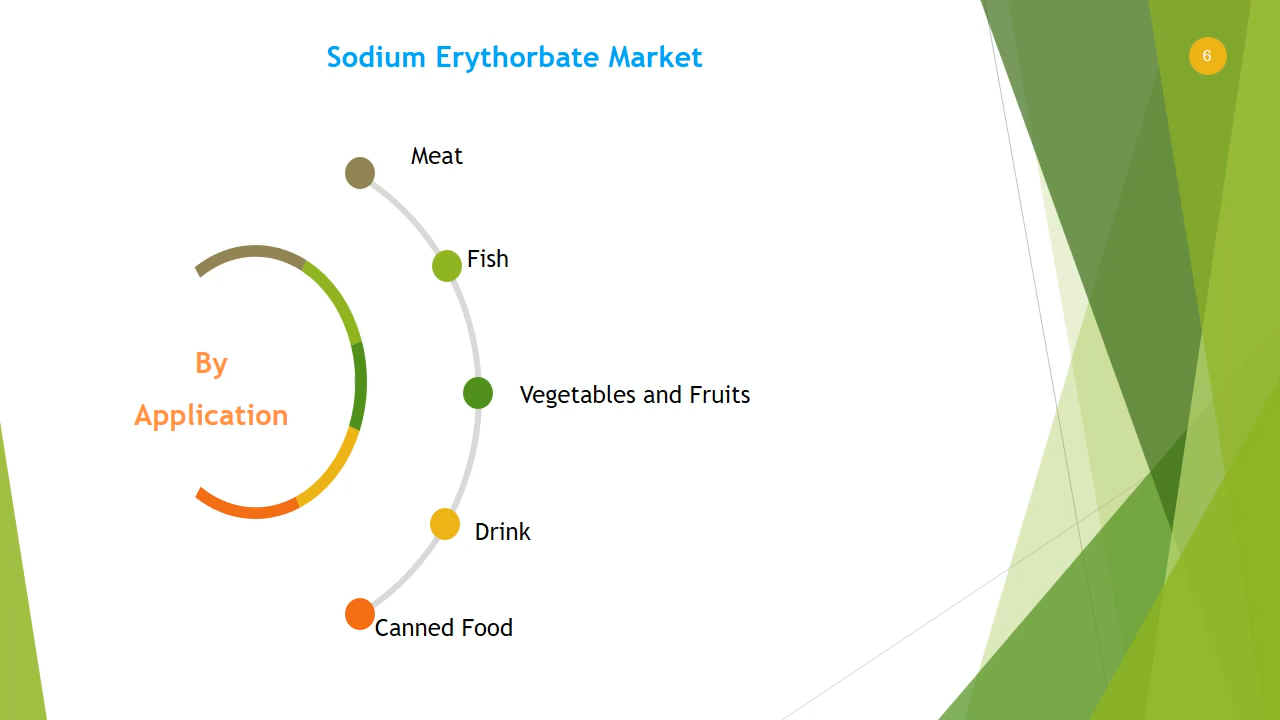 Sodium Erythorbate Market
6
Meat
Fish
By
Application
Vegetables and Fruits
Drink
Canned Food